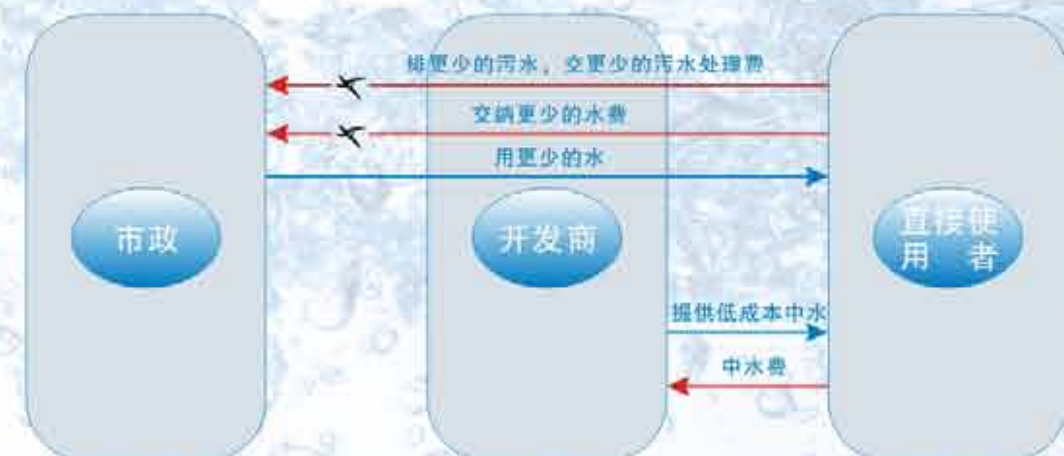 排更少的污水，交更少的污水处理费
交纳更少的水费
用更少的水
市政
开发商
直接使
用 者
提供低成本中水
中水费